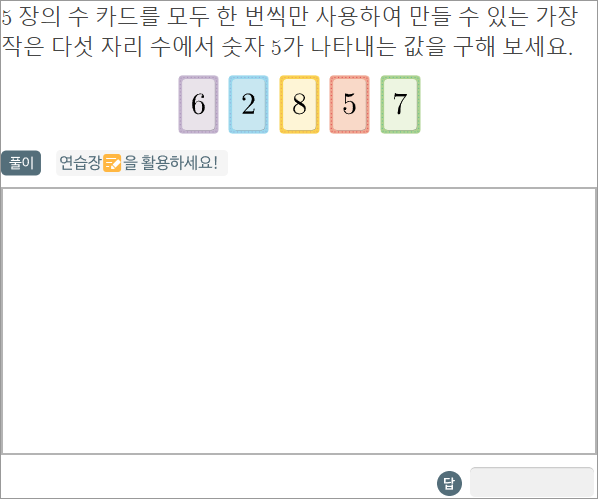 5 장의 수 카드를 모두 한 번씩만 사용하여 만들 수 있는 가장
작은 다섯 자리 수에서 숫자 5가 나타내는 값을 구해 보세요.
6 2 8 5 7
풀이 연습장을 활용하세요!
답